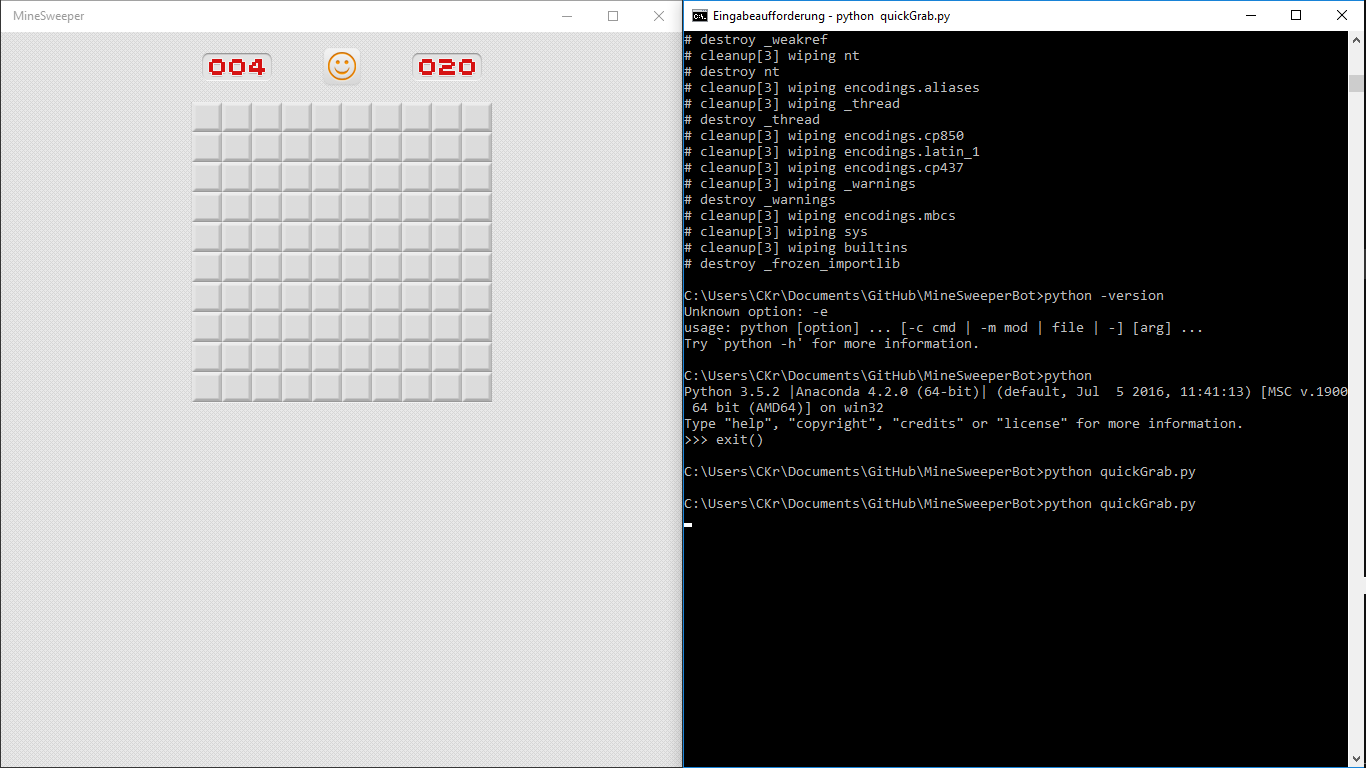 MineSweeper
004
020
Eingabeaufforderung - python  quickGrab.py
# destroy _weakref
# cleanup[3] wiping nt
# destroy nt
# cleanup[3] wiping encodings.aliases
# cleanup[3] wiping _thread
# destroy _thread
# cleanup[3] wiping encodings.cp850
# cleanup[3] wiping encodings.latin_1
# cleanup[3] wiping encodings.cp437
# cleanup[3] wiping _warnings
# destroy _warnings
# cleanup[3] wiping encodings.mbcs
# cleanup[3] wiping sys
# cleanup[3] wiping builtins
# destroy _frozen_importlib
C:\Users\CKr\Documents\GitHub\MineSweeperBot>python -version
Unknown option: -e
usage: python [option] ... [-c cmd | -m mod | file | -] [arg] ...
Try `python -h' for more information.
C:\Users\CKr\Documents\GitHub\MineSweeperBot>python
Python 3.5.2 |Anaconda 4.2.0 (64-bit)| (default, Jul  5 2016, 11:41:13) [MSC v.1900
 64 bit (AMD64)] on win32
Type "help", "copyright", "credits" or "license" for more information.
>>> exit()
C:\Users\CKr\Documents\GitHub\MineSweeperBot>python quickGrab.py
C:\Users\CKr\Documents\GitHub\MineSweeperBot>python quickGrab.py